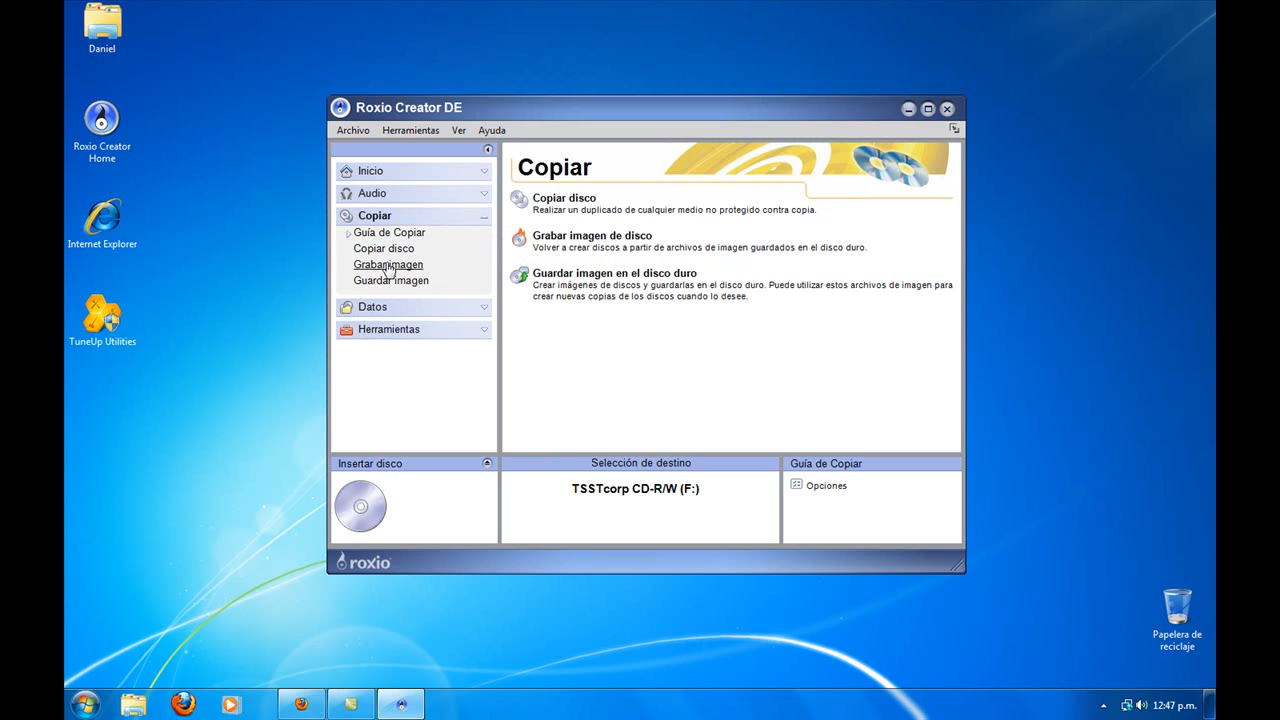 Daniel
Roxio Creator
Home
Internet Explorer
TuneUp Utilities
Roxio Creator DE
Archivo Herramientas Ver Ayuda
Inicio
Audio
Copiar
Guía de Copiar
Copiar disco
Grabar imagen
Guardar imagen
Datos
Herramientas
Copiar
Copiar disco
Realizar un duplicado de cualquier medio no protegido contra copia.
Grabar imagen de disco
Volver a crear discos a partir de archivos de imagen guardados en el disco duro.
Guardar imagen en el disco duro
Crear imágenes de discos y guardarlas en el disco duro. Puede utilizar estos archivos de imagen para
crear nuevas copias de los discos cuando lo desee.
Insertar disco
Selección de destino
TSSTcorp CD-R/W (F:)
Guía de Copiar
Opciones
roxio
Papelera de
reciclaje
12:47 p.m.